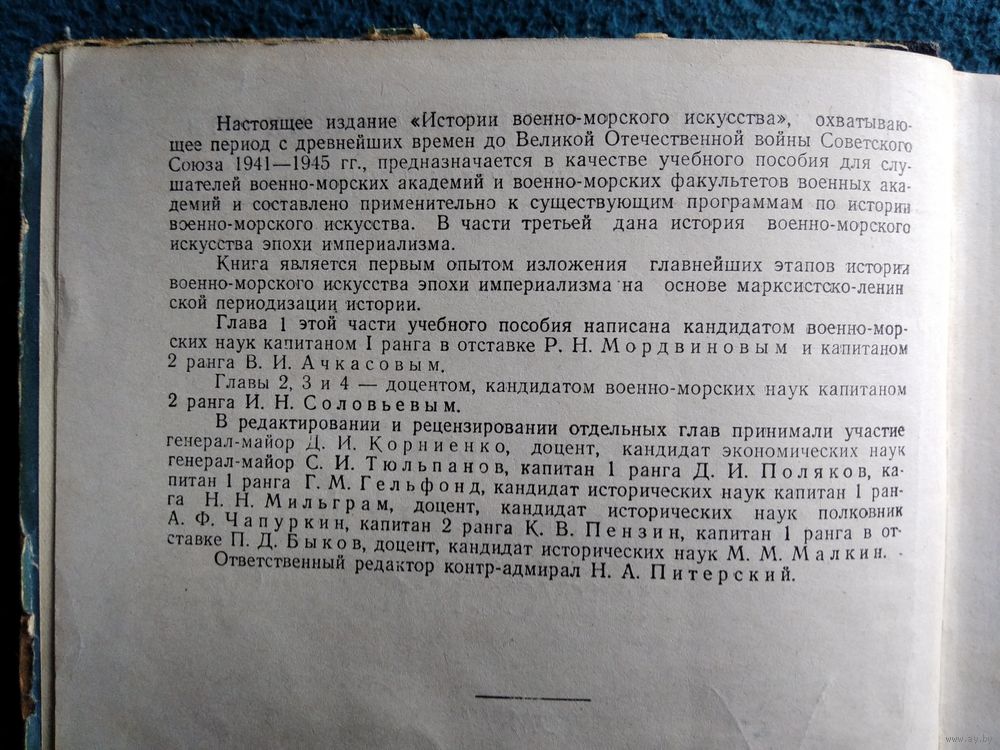 Настоящее издание «Истории военно-морского искусства», охватываю-
щее период с древнейших времен до Великой Отечественной войны Советского
Союза 1941—1945 гг., предназначается в качестве учебного пособия для слу-
шателей военно-морских академий и военно-морских факультетов военных ака-
демий и составлено применительно к существующим программам по истории
военно-морского искусства. В части третьей дана история военно-морского
искусства эпохи империализма.
Книга является первым опытом изложения главнейших этапов истории
военно-морского искусства эпохи империализма на основе марксистско-ленин
ской периодизации истории.
Глава 1 этой части учебного пособия написана кандидатом военно-мор-
ских наук капитаном I ранга в отставке Р. Н. Мордвиновым и капитаном
2 ранга В. И. Ачкасовым.
Главы 2, 3 и 4 — доцентом, кандидатом военно-морских наук капитаном
2 ранга И. Н. Соловьевым.
В редактировании и рецензировании отдельных глав принимали участие
генерал-майор Д. И. Корниенко, доцент, кандидат экономических наук
генерал-майор С. И. Тюльпанов, капитан 1 ранга Д. И. Поляков, ка-
питан 1 ранга Г. М. Гельфонд, кандидат исторических наук капитан 1 ран-
га Н. Н. Мильграм, доцент, кандидат исторических наук полковник
А. Ф. Чапуркин, капитан 2 ранга К. В. Пензин, капитан 1 ранга в от-
ставке П. Д. Быков, доцент, кандидат исторических наук М. М. Малкин.
Ответственный редактор контр-адмирал Н. А. Питерский.
www.ay.by